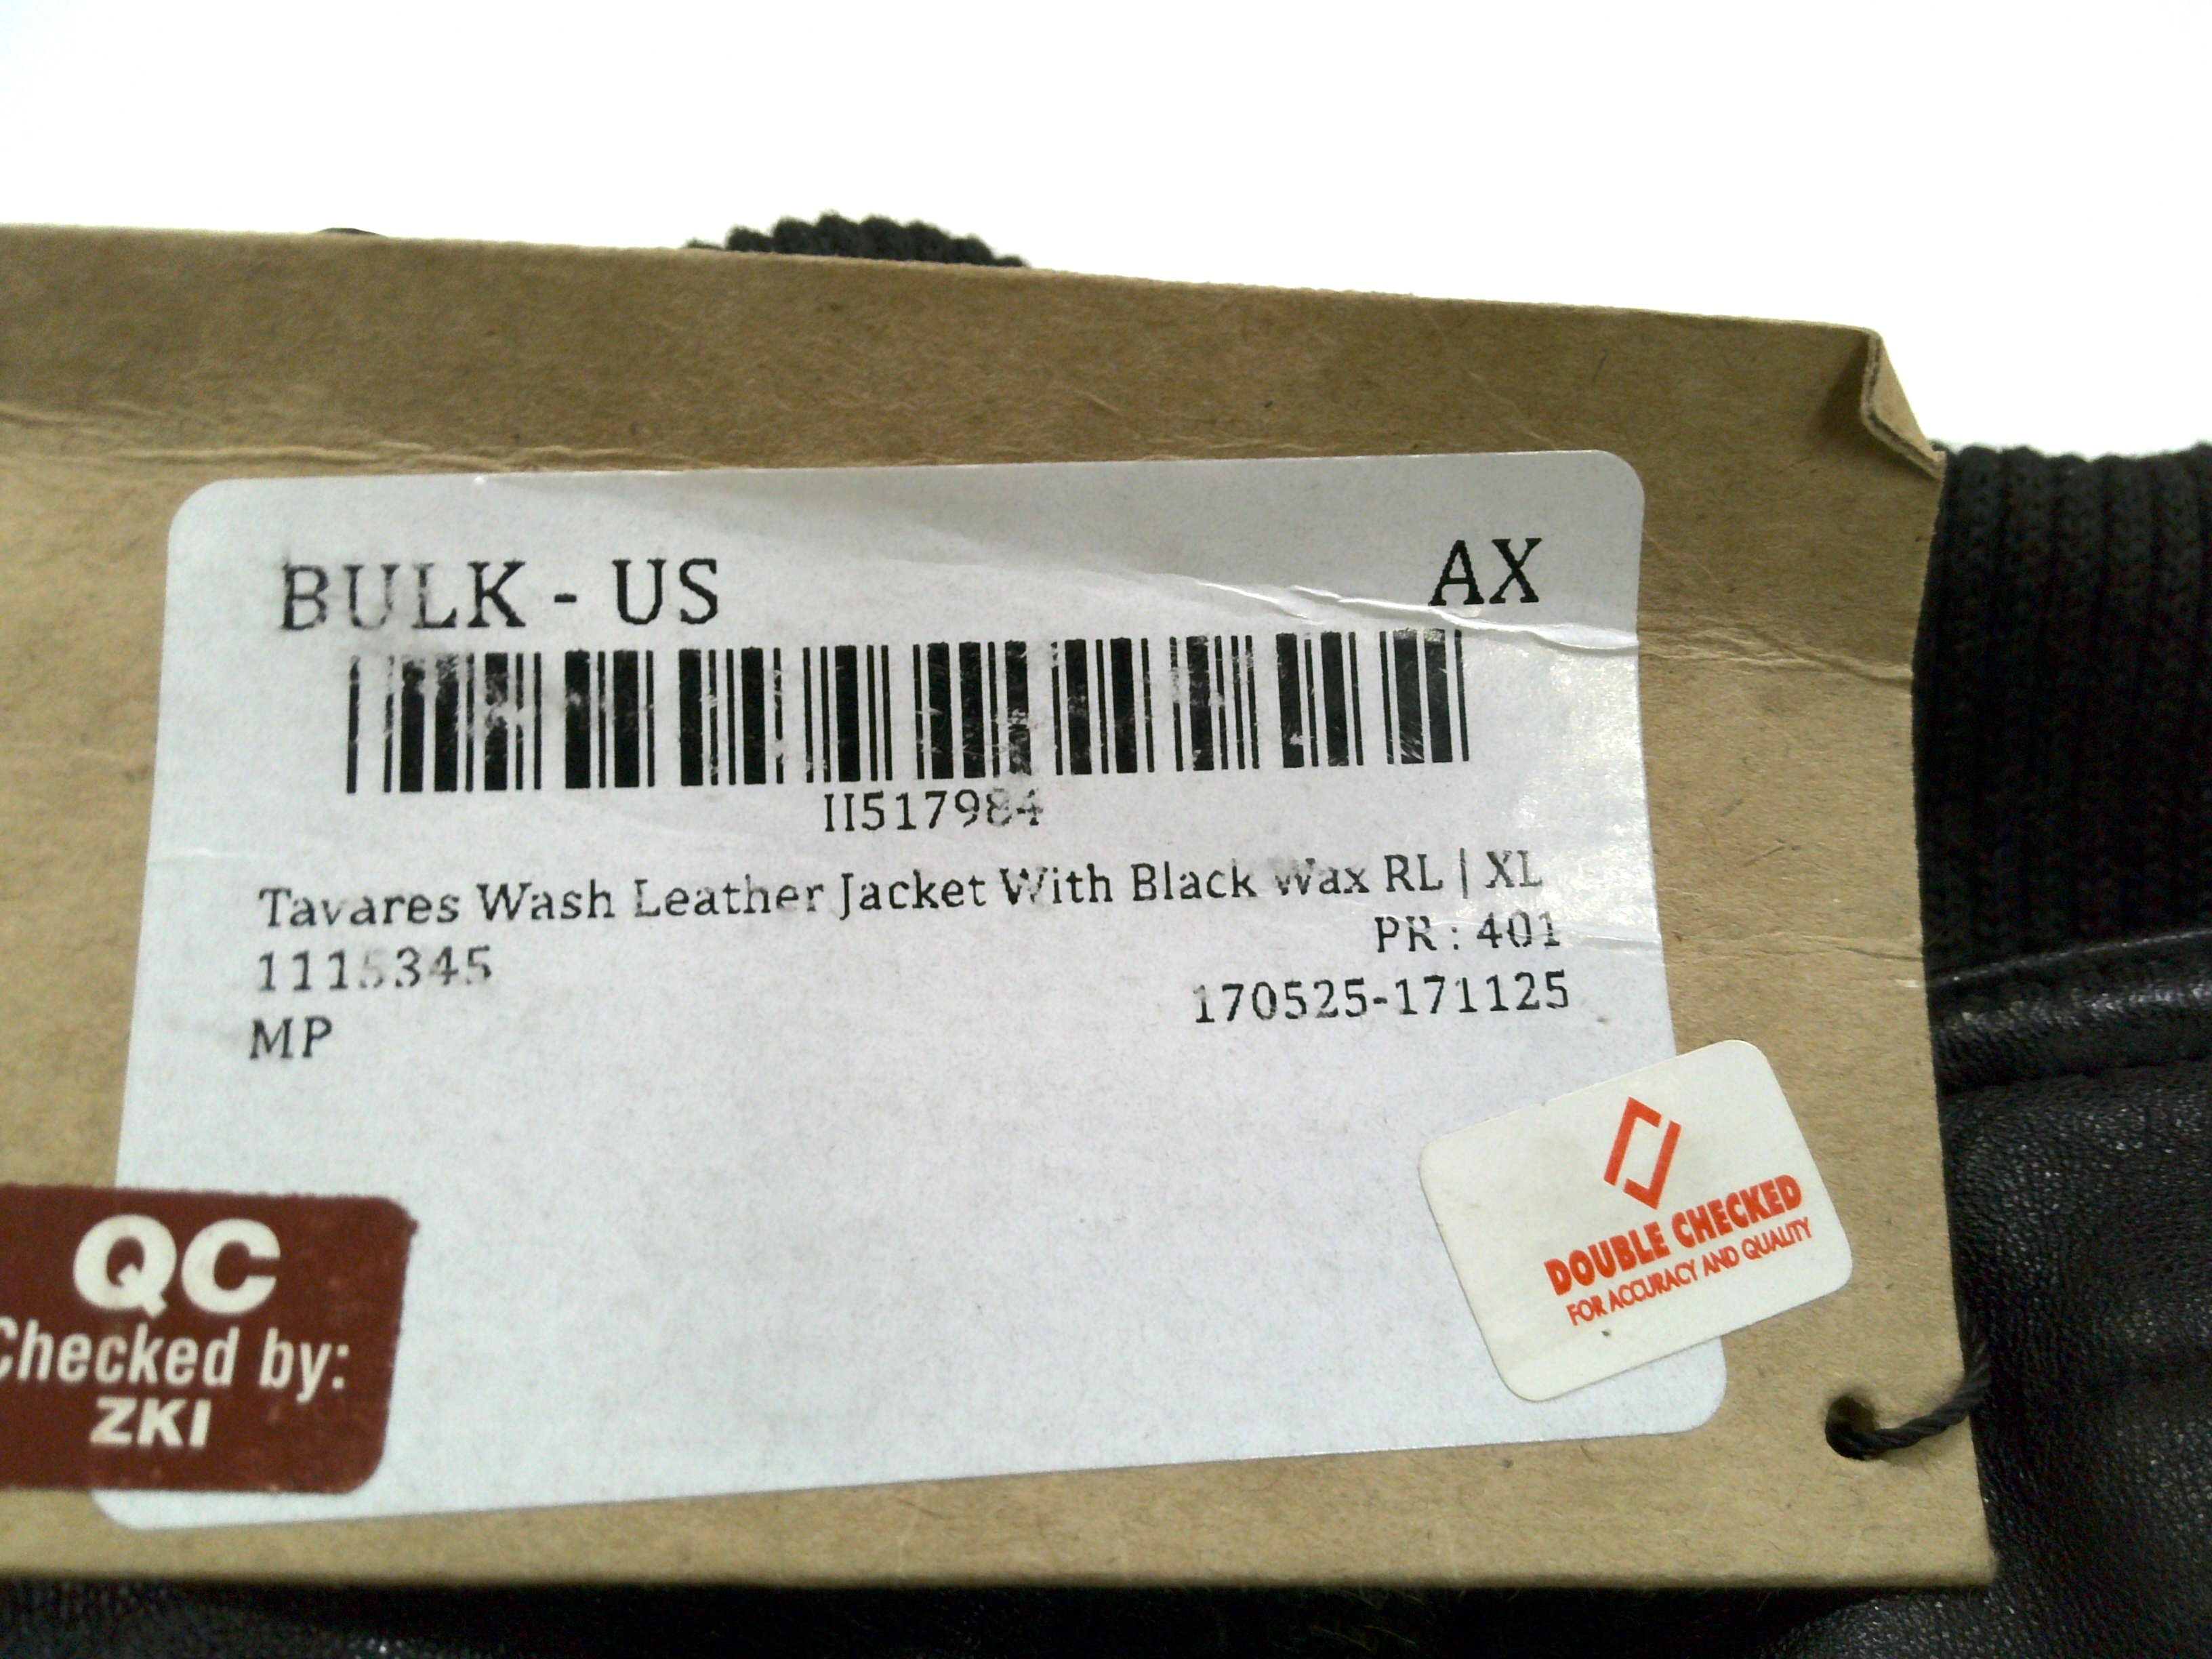 BULK - US
AX
II517984
Tavares Wash Leather Jacket With Black Wax RL | XL
PR : 401
1115345
170525-171125
MP
QC
Checked by:
ZKI
DOUBLE CHECKED
FOR ACCURACY AND QUALITY